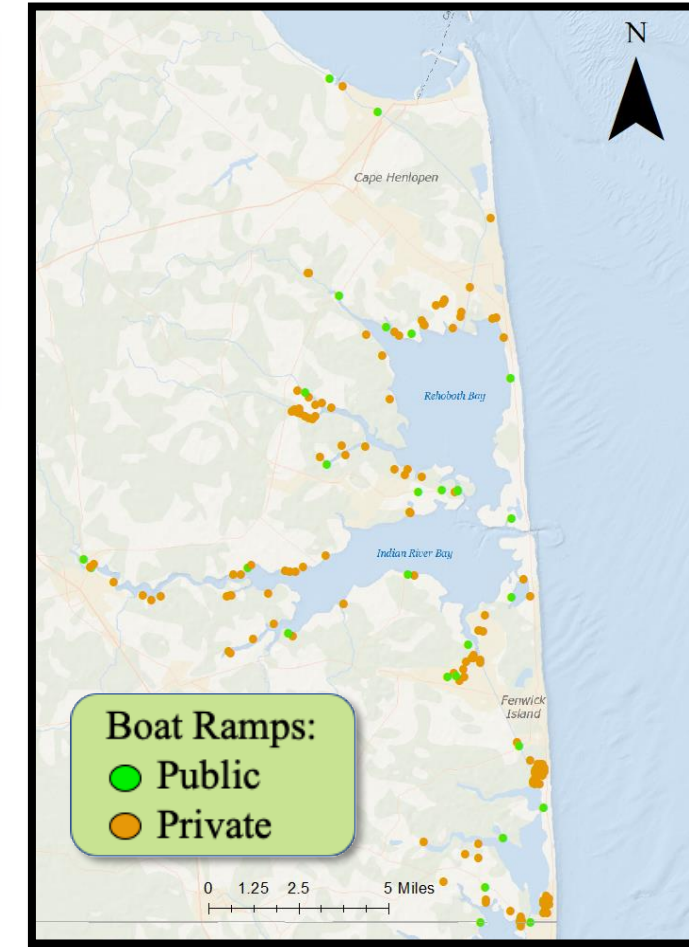 N
Cape Henlopen
Rehoboth Bay
Indian River Bay
Fenwick
Island
Boat Ramps:
Public
Private
0 1.25 2.5 5 Miles